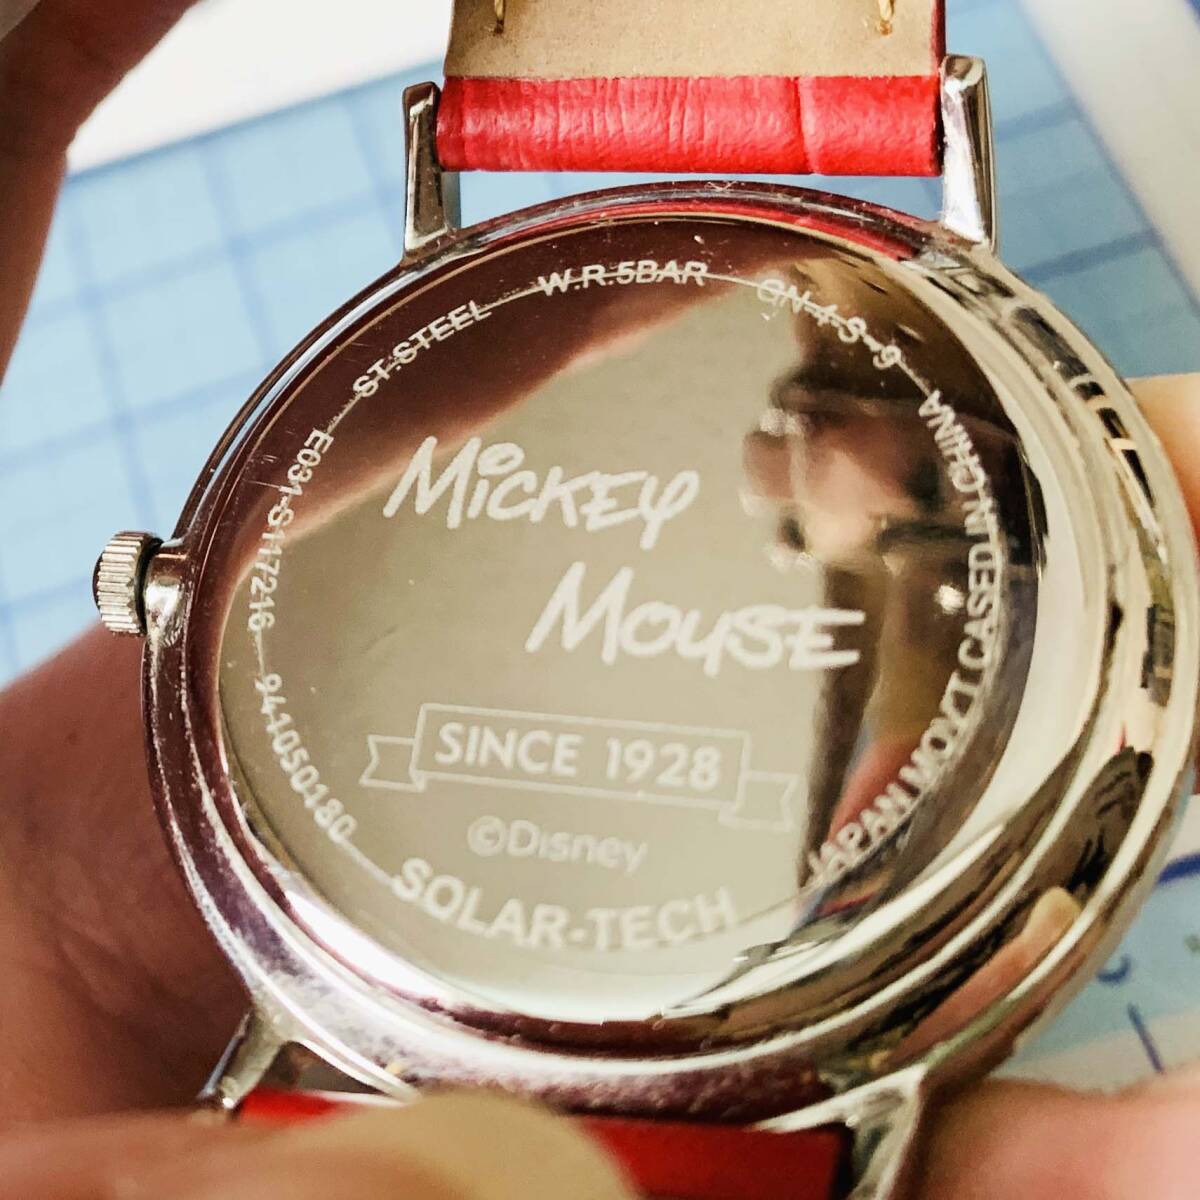 MICKEY
MOUSE
SINCE 1928
©Disney
SOLAR-TECH
941050180
E031-S117216
ST.STEEL
W.R.5BAR
GN-4-S-9
JAPAN MOV'T CASED IN CHINA